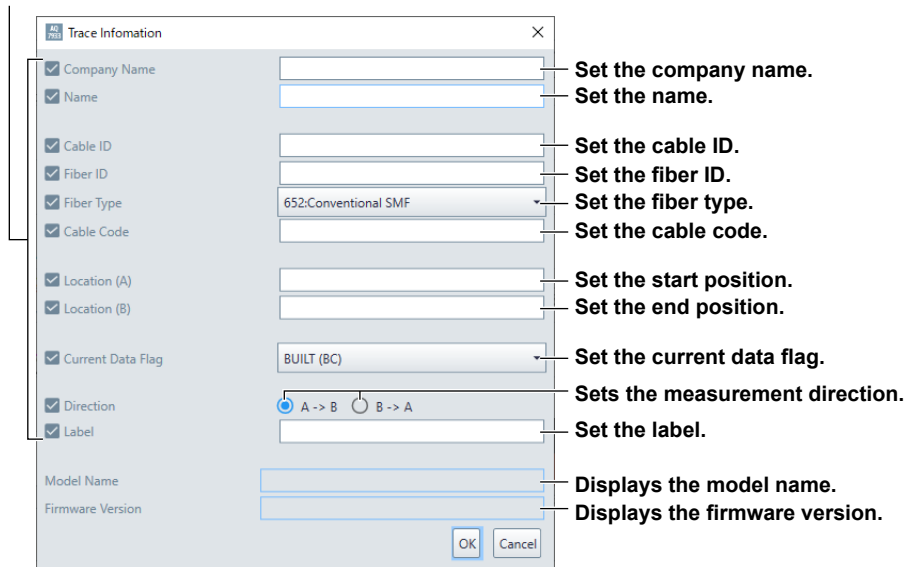 AQ
7933
Trace Infomation
Company Name
Set the company name.
Name
Set the name.
Cable ID
Set the cable ID.
Fiber ID
Set the fiber ID.
Fiber Type
652:Conventional SMF
Set the fiber type.
Cable Code
Set the cable code.
Location (A)
Set the start position.
Location (B)
Set the end position.
Current Data Flag
BUILT (BC)
Set the current data flag.
Sets the measurement direction.
Direction
A -> B
B -> A
Label
Set the label.
Model Name
Displays the model name.
Firmware Version
Displays the firmware version.
OK
Cancel